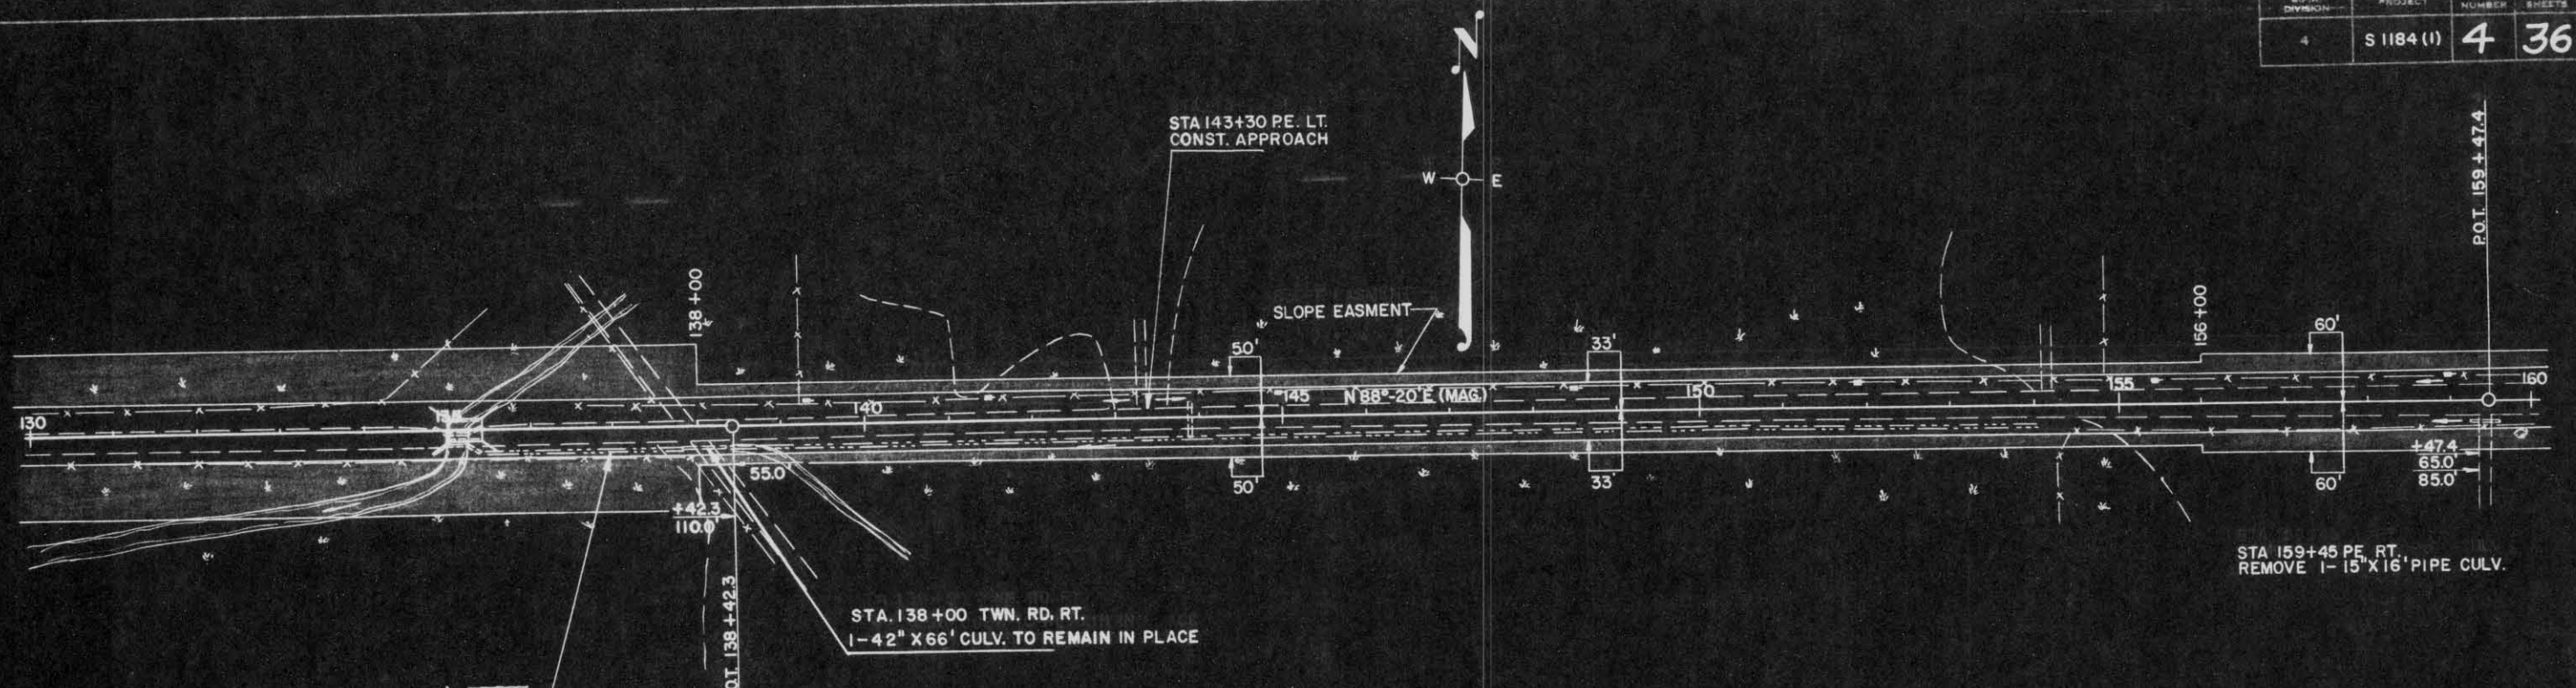 DIVISION PROJECT NUMBER SHEETS
4 S 1184 (1) 4 36
N
W E
STA 143+30 P.E. LT.
CONST. APPROACH
P.O.T. 159+47.4
138+00
SLOPE EASMENT
156+00
50'
33'
60'
130
140
145
N 88°-20' E (MAG.)
150
155
160
55.0'
+42.3
110.0'
50'
33'
60'
+47.4
65.0'
85.0'
138+42.3
STA. 138+00 TWN. RD. RT.
1-42" X 66' CULV. TO REMAIN IN PLACE
STA 159+45 P.E. RT.
REMOVE 1-15" X 16' PIPE CULV.